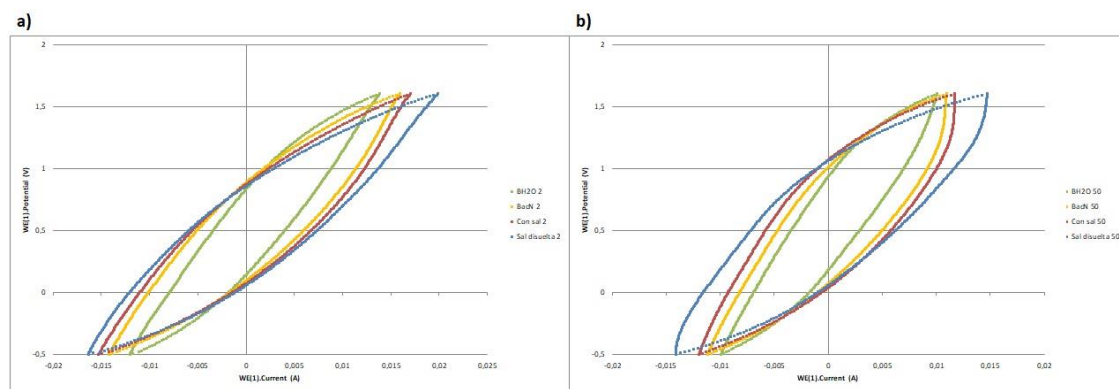 a)
2
1,5
1
0,5
0
-0,5
-0,02
-0,015
-0,01
-0,005
0
0,005
0,01
0,015
0,02
0,025
WE(1).Potential (V)
WE(1).Current (A)
BH2O 2
BacN 2
Con sal 2
Sal disuelta 2
b)
2
1,5
1
0,5
0
-0,5
-0,02
-0,015
-0,01
-0,005
0
0,005
0,01
0,015
0,02
WE(1).Potential (V)
WE(1).Current (A)
BH2O 50
BacN 50
Con sal 50
Sal disuelta 50